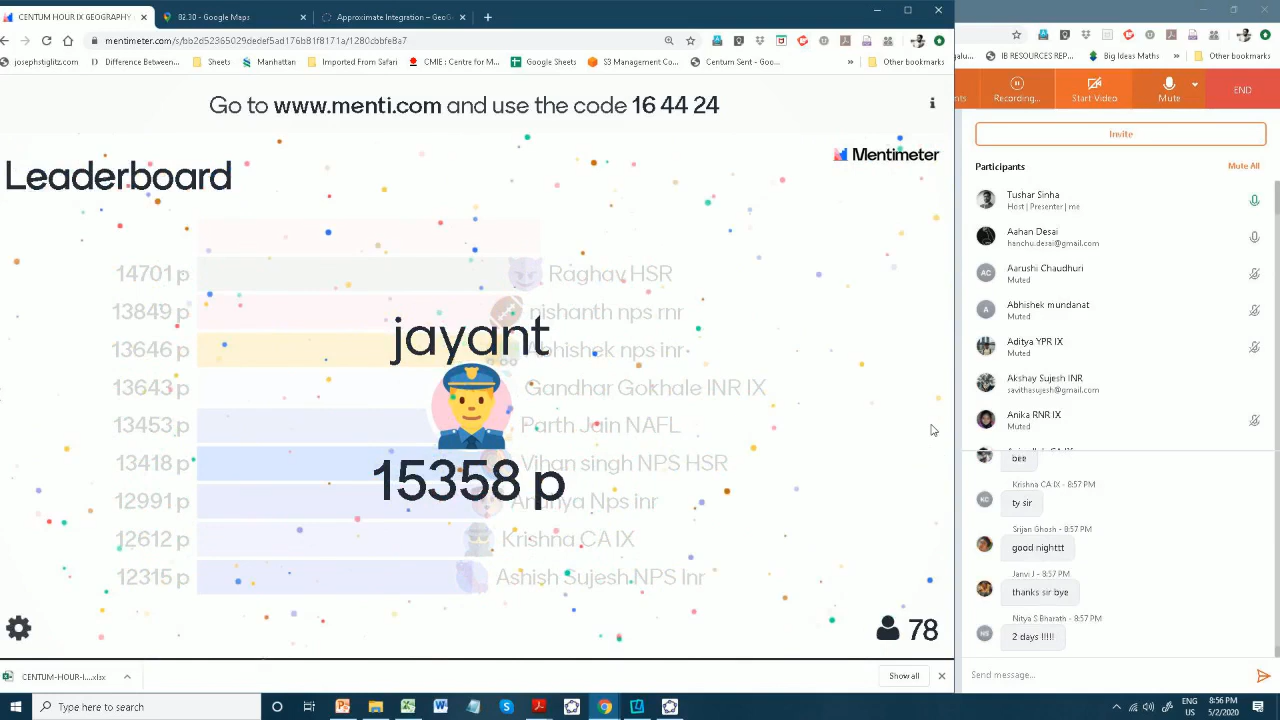 CENTUM HOUR IX GEOGRAPHY
82.30 - Google Maps
Approximate Integration – GeoG
mentimeter.com/s/bb2d52365029dcef5ad176b81f8171a/1280cbbfe8a7
josephstiglitz.com
Difference Between...
Sheets
Manhattan
Imported From Safari
CMIE : Centre for M...
Google Sheets
S3 Management Co...
Centum Sent - Goo...
»
Other bookmarks
IB RESOURCES REP...
Big Ideas Maths
»
Other bookmarks
Go to www.menti.com and use the code 16 44 24
Mentimeter
Leaderboard
14701 p Raghav HSR
13849 p nishanth nps rnr
jayant
13646 p Abhishek nps inr
13643 p Gandhar Gokhale INR IX
13453 p Parth Jain NAFL
13418 p Vihan singh NPS HSR
15358 p
12991 p Nps inr
12612 p Krishna CA IX
12315 p Ashish Sujesh NPS Inr
78
Recording...
Start Video
Mute
END
Invite
Participants
Mute All
Tushar Sinha
Host | Presenter | me
Aahan Desai
hanchu.desai@gmail.com
AC
Aarushi Chaudhuri
Muted
A
Abhishek mundanat
Muted
Aditya YPR IX
Muted
Akshay Sujesh INR
savithasujesh@gmail.com
Anika RNR IX
Muted
bee
Krishna CA IX - 8:57 PM
KC
ty sir
Srijan Ghosh - 8:57 PM
good nighttt
Janvi J - 8:57 PM
thanks sir bye
Nitya S Bharath - 8:57 PM
NS
2 days !!!!!
Send message...
CENTUM-HOUR-I....xlsx
Show all
Type here to search
ENG
US
8:56 PM
5/2/2020